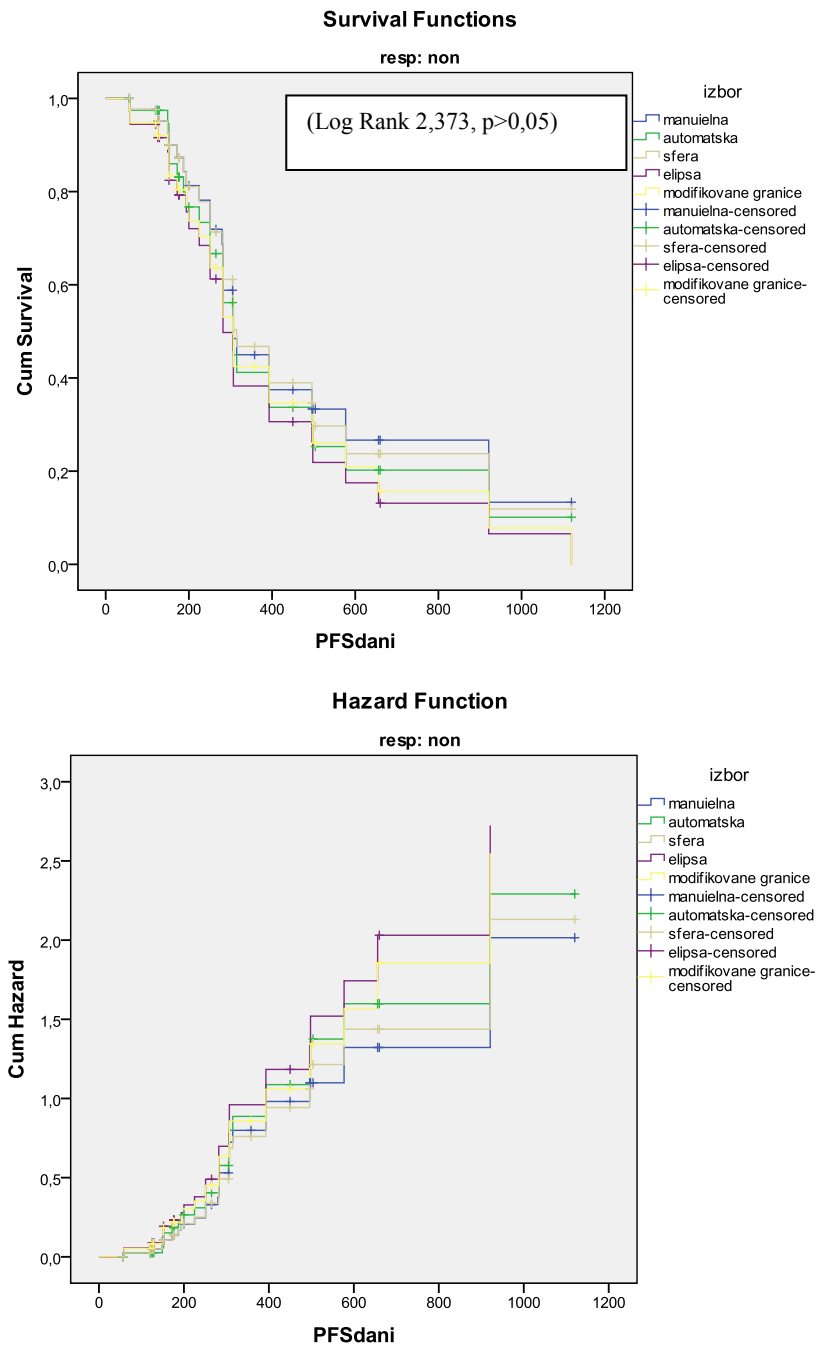 Survival Functions
resp: non
(Log Rank 2,373, p>0,05)
1,0
0,8
0,6
0,4
0,2
0,0
Cum Survival
0 200 400 600 800 1000 1200
PFSdani
izbor
manuielna
automatska
sfera
elipsa
modifikovane granice
manuielna-censored
automatska-censored
sfera-censored
elipsa-censored
modifikovane granice-
censored
Hazard Function
resp: non
3,0
2,5
2,0
1,5
1,0
0,5
0,0
Cum Hazard
0 200 400 600 800 1000 1200
PFSdani
izbor
manuielna
automatska
sfera
elipsa
modifikovane granice
manuielna-censored
automatska-censored
sfera-censored
elipsa-censored
modifikovane granice-
censored